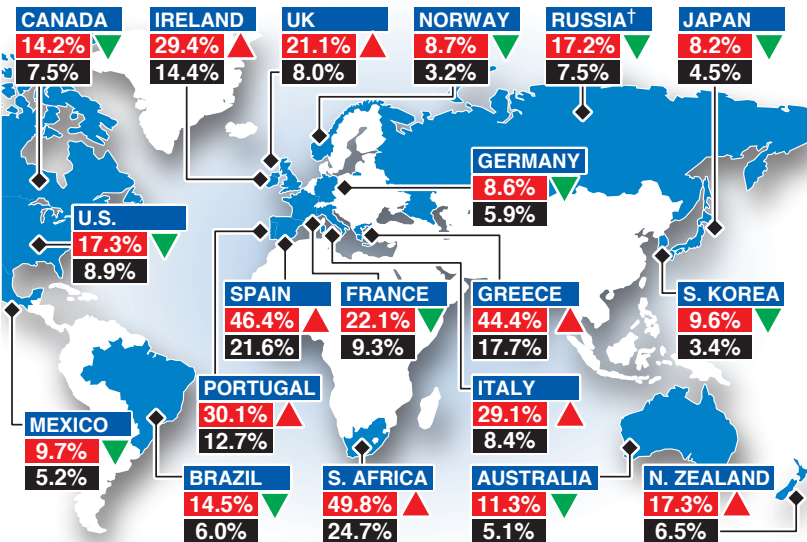 CANADA
14.2%
7.5%
IRELAND
29.4%
14.4%
UK
21.1%
8.0%
NORWAY
8.7%
3.2%
RUSSIA†
17.2%
7.5%
JAPAN
8.2%
4.5%
GERMANY
8.6%
5.9%
U.S.
17.3%
8.9%
SPAIN
46.4%
21.6%
FRANCE
22.1%
9.3%
GREECE
44.4%
17.7%
S. KOREA
9.6%
3.4%
PORTUGAL
30.1%
12.7%
ITALY
29.1%
8.4%
MEXICO
9.7%
5.2%
BRAZIL
14.5%
6.0%
S. AFRICA
49.8%
24.7%
AUSTRALIA
11.3%
5.1%
N. ZEALAND
17.3%
6.5%